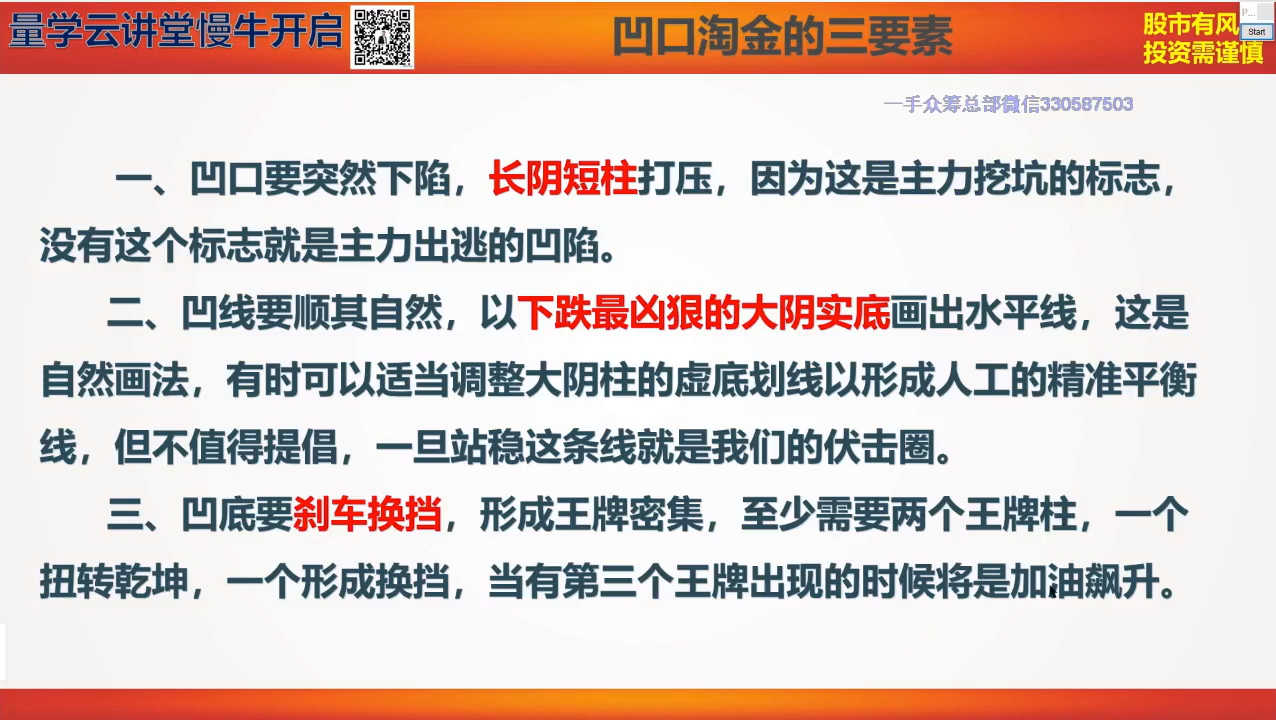 量学云讲堂慢牛开启
凹口淘金的三要素
股市有风
投资需谨慎
P...
Start
一手众筹总部微信330587503
一、凹口要突然下陷，长阴短柱打压，因为这是主力挖坑的标志，
没有这个标志就是主力出逃的凹陷。
二、凹线要顺其自然，以下跌最凶狠的大阴实底画出水平线，这是
自然画法，有时可以适当调整大阴柱的虚底划线以形成人工的精准平衡
线，但不值得提倡，一旦站稳这条线就是我们的伏击圈。
三、凹底要刹车换挡，形成王牌密集，至少需要两个王牌柱，一个
扭转乾坤，一个形成换挡，当有第三个王牌出现的时候将是加油飙升。